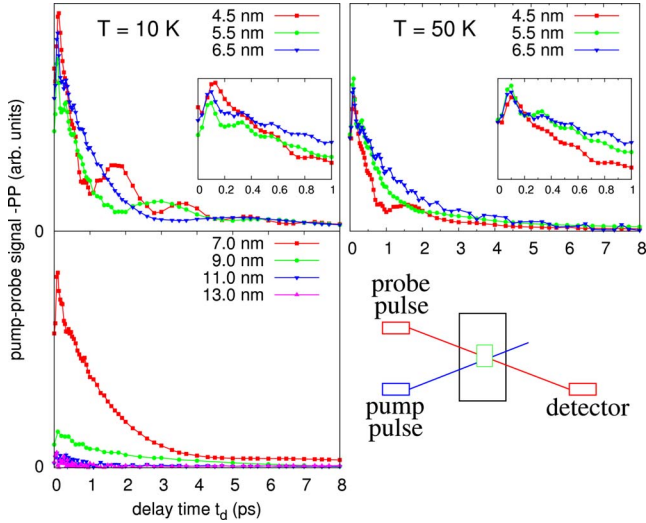 T = 10 K
4.5 nm
5.5 nm
6.5 nm
0 0.2 0.4 0.6 0.8 1
0
T = 50 K
4.5 nm
5.5 nm
6.5 nm
0 0.2 0.4 0.6 0.8 1
0 1 2 3 4 5 6 7 8
pump-probe signal -PP (arb. units)
7.0 nm
9.0 nm
11.0 nm
13.0 nm
0
0 1 2 3 4 5 6 7 8
delay time td (ps)
probe
pulse
pump
pulse
detector